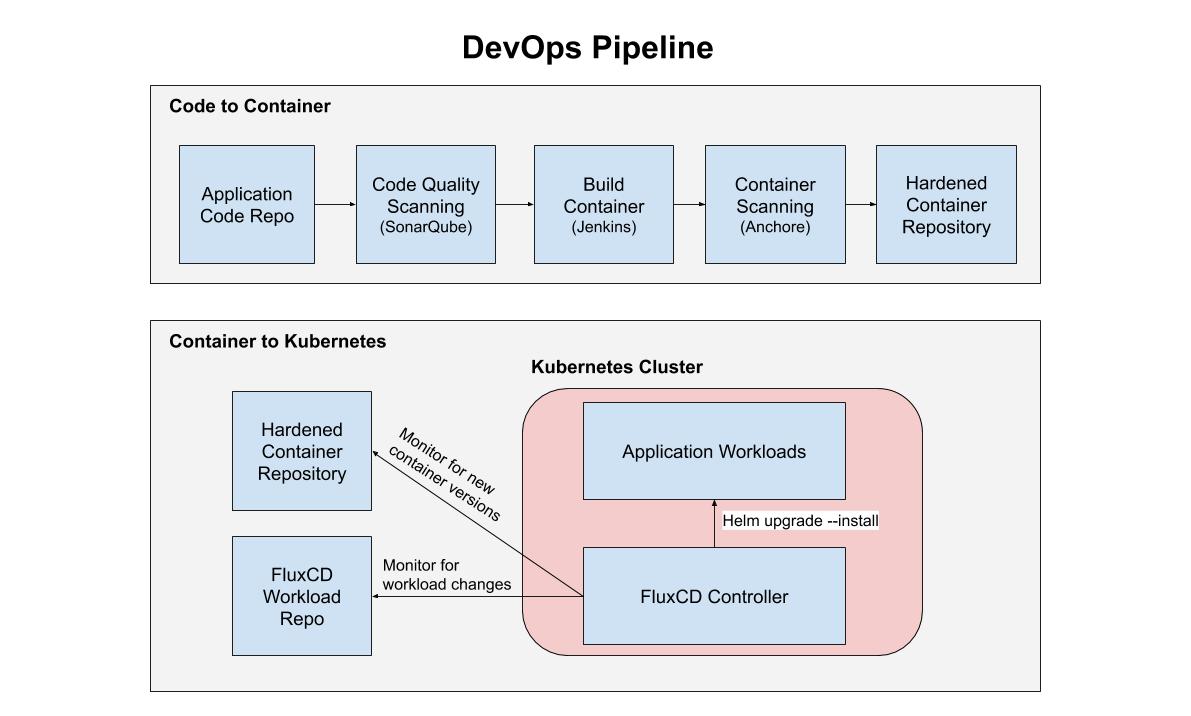 DevOps Pipeline
Code to Container
Application
Code Repo
Code Quality
Scanning
(SonarQube)
Build
Container
(Jenkins)
Container
Scanning
(Anchore)
Hardened
Container
Repository
Container to Kubernetes
Kubernetes Cluster
Hardened
Container
Repository
Monitor for new
container versions
Application Workloads
Helm upgrade --install
FluxCD
Workload
Repo
Monitor for
workload changes
FluxCD Controller